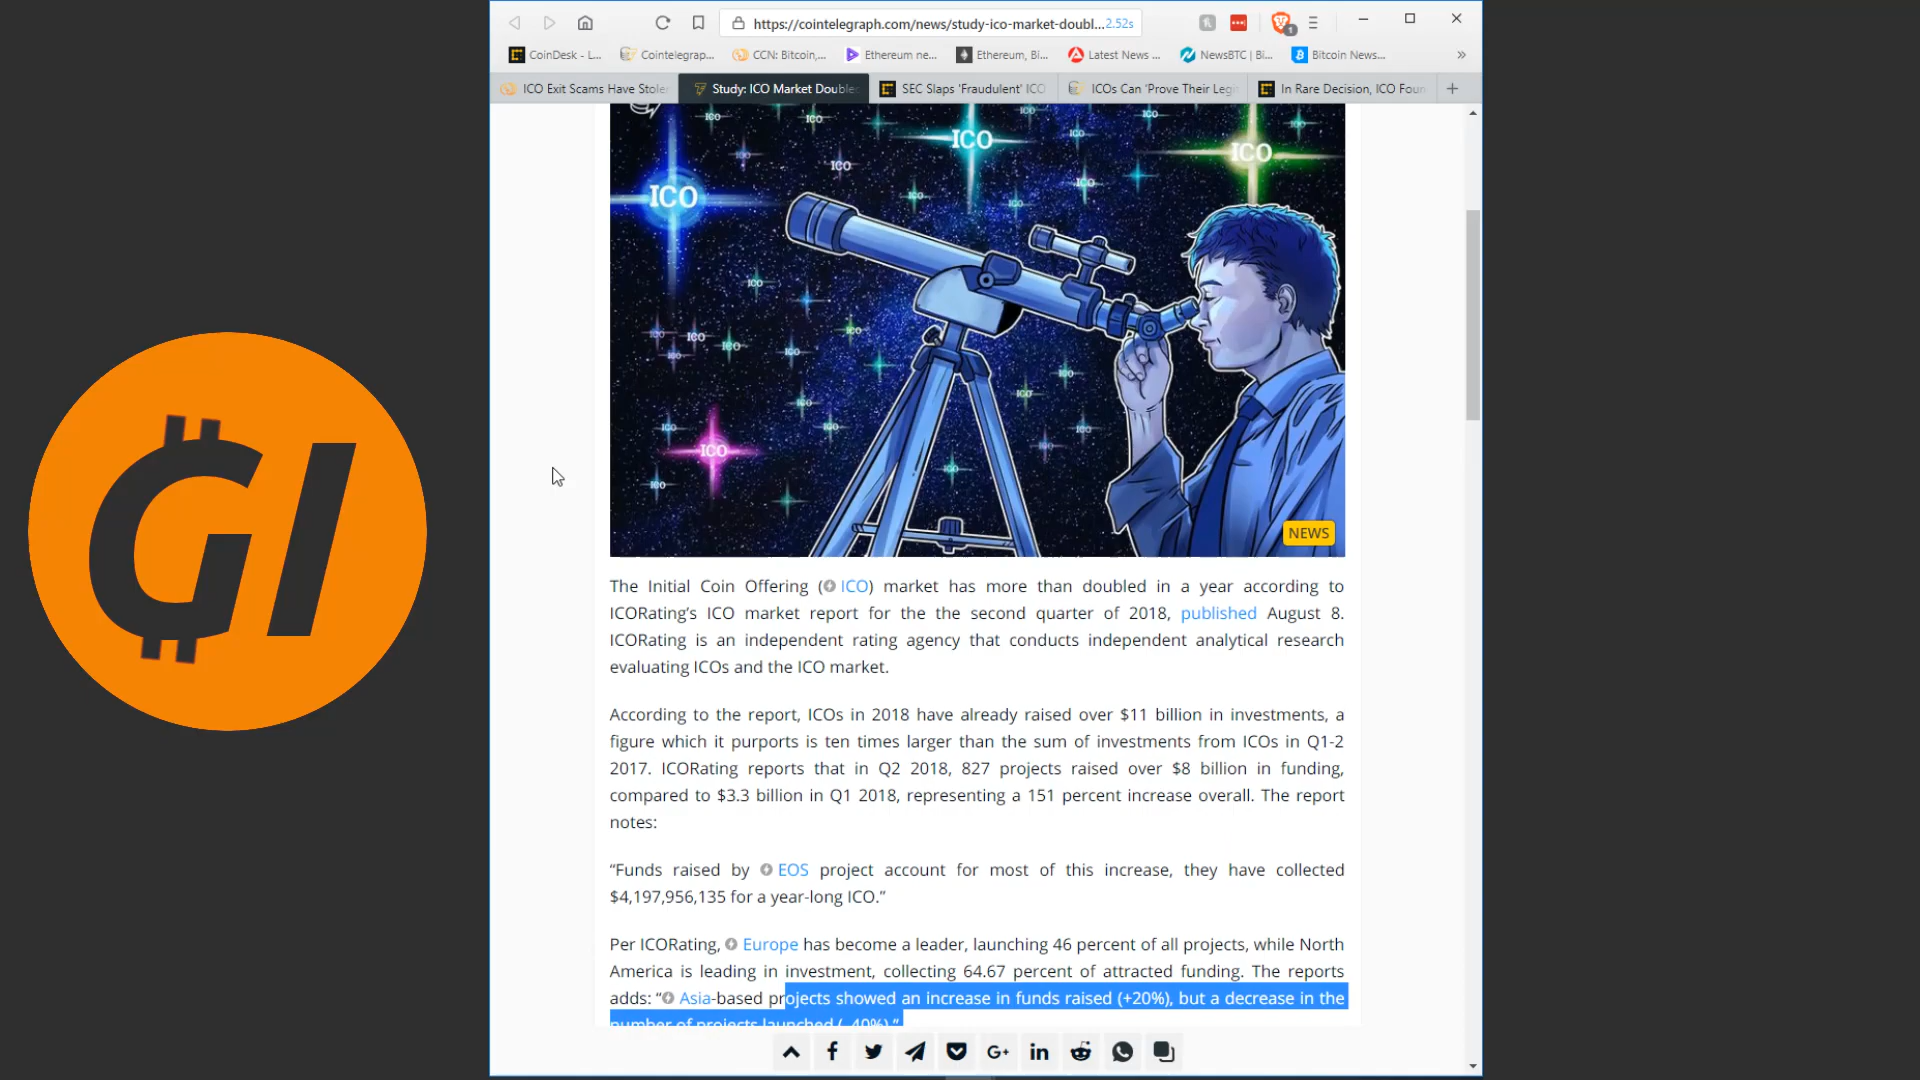 https://cointelegraph.com/news/study-ico-market-doubl... 2.52s
1
CoinDesk - L... Cointelegrap... CCN: Bitcoin,... Ethereum ne... Ethereum, Bi... Latest News ... NewsBTC | Bi... Bitcoin News... »
ICO Exit Scams Have Stole Study: ICO Market Double SEC Slaps 'Fraudulent' ICO ICOs Can 'Prove Their Legi In Rare Decision, ICO Foun
ICO
ICO
ICO
ICO
NEWS
GI
The Initial Coin Offering (ICO) market has more than doubled in a year according to
ICORating’s ICO market report for the the second quarter of 2018, published August 8.
ICORating is an independent rating agency that conducts independent analytical research
evaluating ICOs and the ICO market.
According to the report, ICOs in 2018 have already raised over $11 billion in investments, a
figure which it purports is ten times larger than the sum of investments from ICOs in Q1-2
2017. ICORating reports that in Q2 2018, 827 projects raised over $8 billion in funding,
compared to $3.3 billion in Q1 2018, representing a 151 percent increase overall. The report
notes:
“Funds raised by EOS project account for most of this increase, they have collected
$4,197,956,135 for a year-long ICO.”
Per ICORating, Europe has become a leader, launching 46 percent of all projects, while North
America is leading in investment, collecting 64.67 percent of attracted funding. The reports
adds: “Asia-based projects showed an increase in funds raised (+20%), but a decrease in the
number of projects launched (-40%).”
G+ in